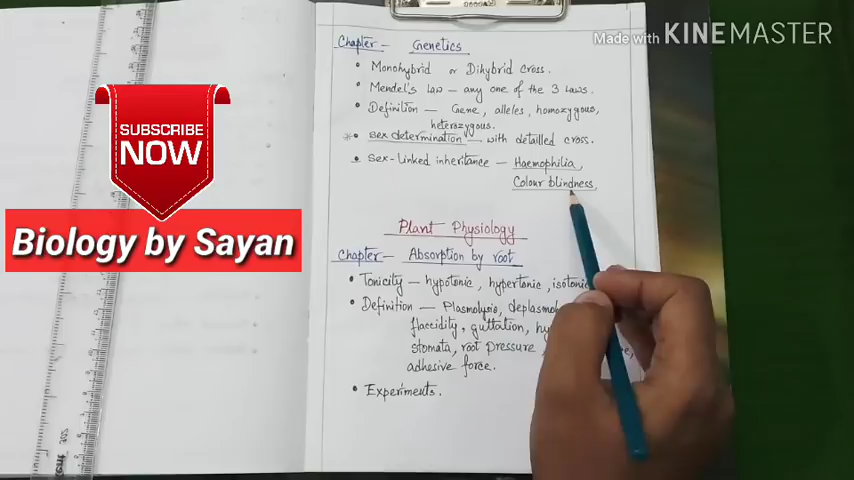 Made with KINEMASTER
Chapter - Genetics
• Monohybrid or Dihybrid cross.
• Mendel's Law - any one of the 3 laws.
• Definition - Gene, alleles, homozygous,
heterozygous.
* • sex determination - with detailled cross.
• Sex-Linked inheritance - Haemophilia,
Colour blindness,
SUBSCRIBE
NOW
Biology by Sayan
Plant Physiology
Chapter - Absorption by root
• Tonicity - hypotonic, hypertonic, isotonic
• Definition - Plasmolysis,
flaccidity, guttation,
stomata, root pressure,
adhesive force.
• Experiments.